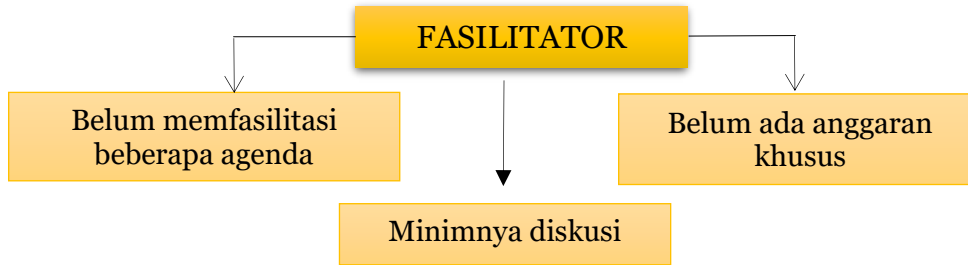 FASILITATOR
Belum memfasilitasi
beberapa agenda
Belum ada anggaran
khusus
Minimnya diskusi